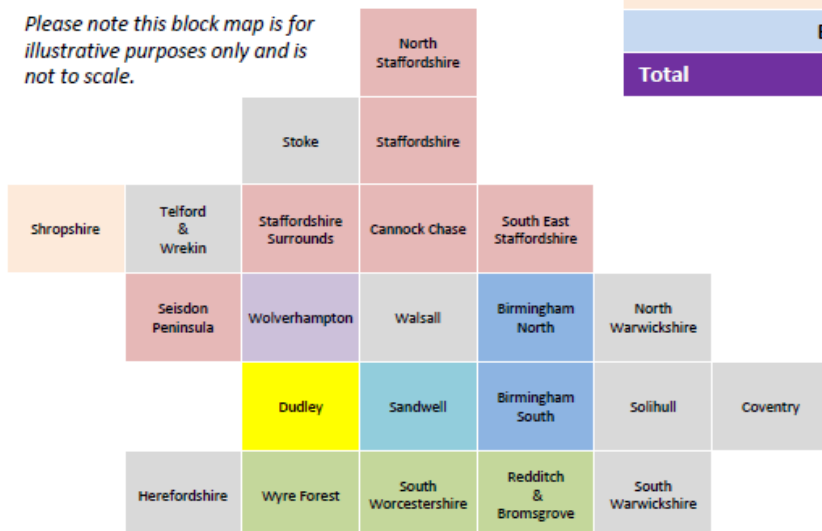 Please note this block map is for
illustrative purposes only and is
not to scale.
Total
North
Staffordshire
Stoke
Staffordshire
Shropshire
Telford
&
Wrekin
Staffordshire
Surrounds
Cannock Chase
South East
Staffordshire
Seisdon
Peninsula
Wolverhampton
Walsall
Birmingham
North
North
Warwickshire
Dudley
Sandwell
Birmingham
South
Solihull
Coventry
Herefordshire
Wyre Forest
South
Worcestershire
Redditch
&
Bromsgrove
South
Warwickshire